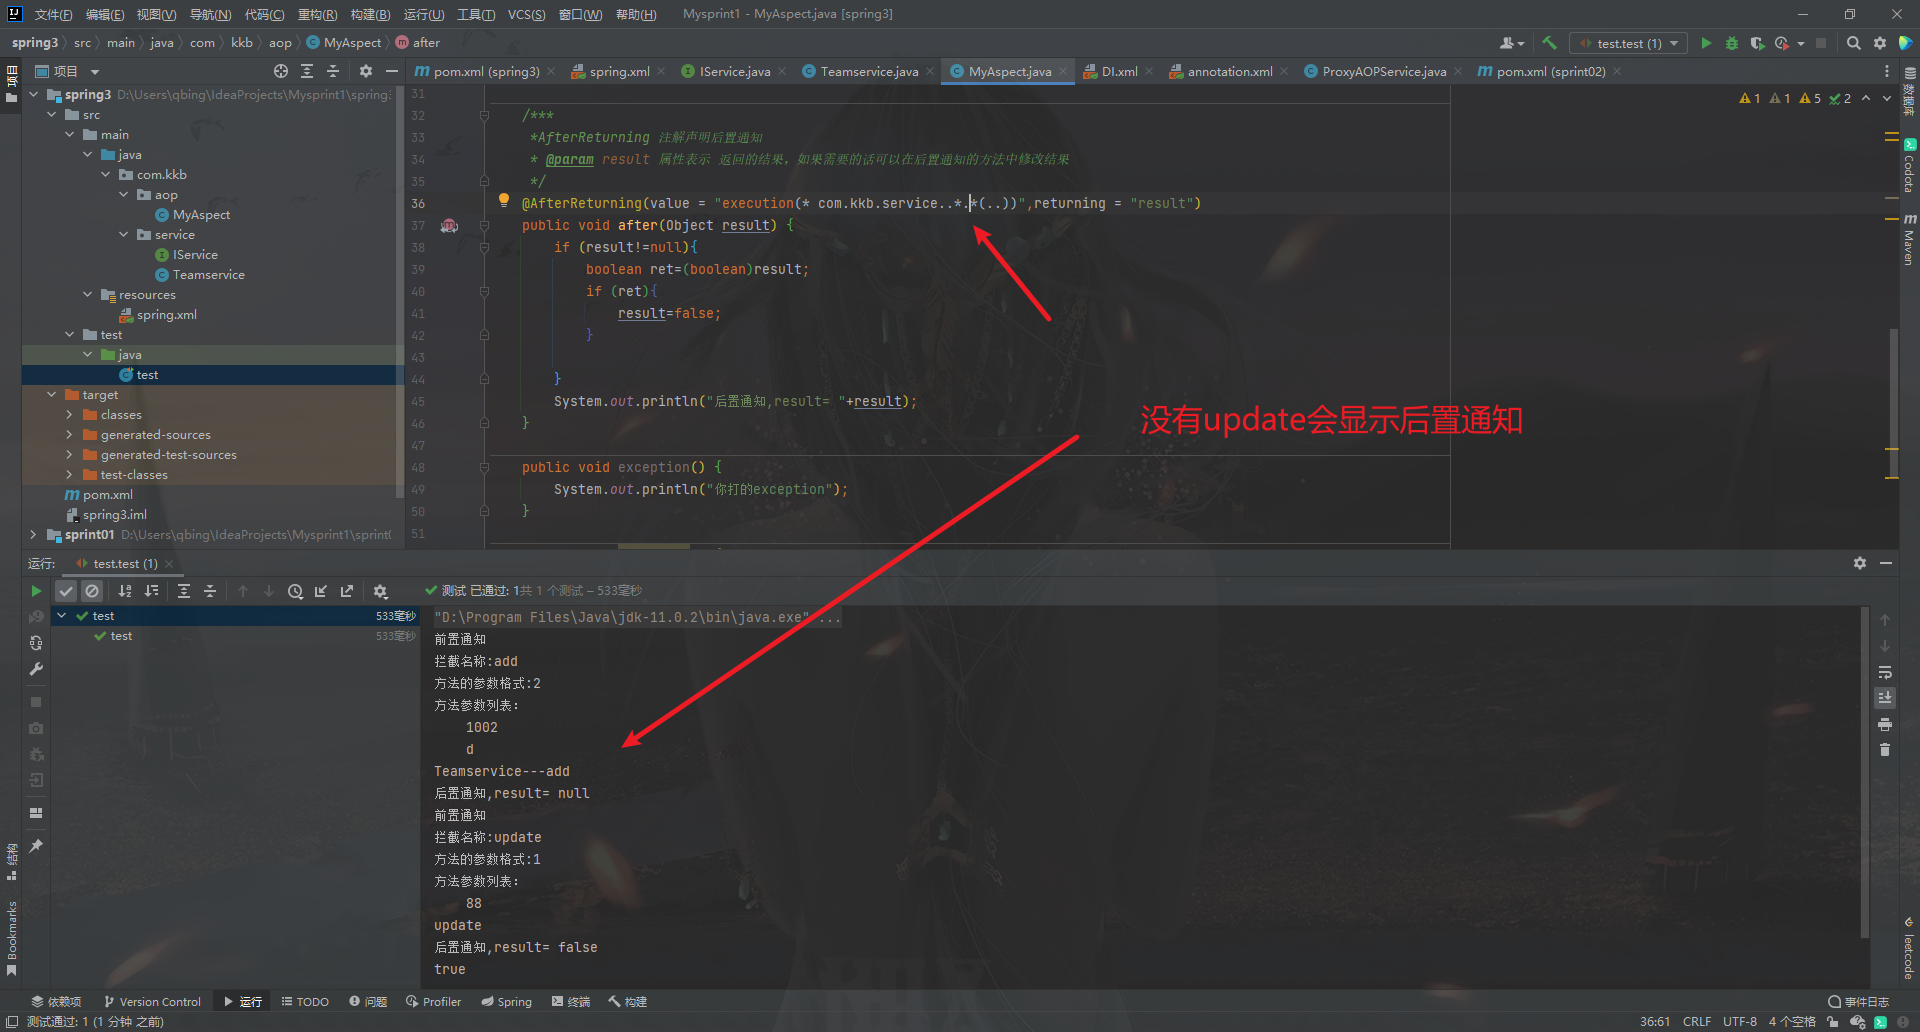 文件(F) 编辑(E) 视图(V) 导航(N) 代码(C) 重构(R) 构建(B) 运行(U) 工具(T) VCS(S) 窗口(W) 帮助(H) Mysprint1 - MyAspect.java [spring3]
spring3 src main java com kkb aop MyAspect after test.test (1)
项目
pom.xml (spring3) spring.xml IService.java Teamservice.java MyAspect.java DI.xml annotation.xml ProxyAOPService.java pom.xml (sprint02)
spring3 D:\Users\qbing\IdeaProjects\Mysprint1\spring3
src
main
java
com.kkb
aop
MyAspect
service
IService
Teamservice
resources
spring.xml
test
java
test
target
classes
generated-sources
generated-test-sources
test-classes
pom.xml
spring3.iml
sprint01 D:\Users\qbing\IdeaProjects\Mysprint1\sprint0
1 1 5 2
31
32 /***
33 *AfterReturning 注解声明后置通知
34 * @param result 属性表示 返回的结果，如果需要的话可以在后置通知的方法中修改结果
35 */
36 @AfterReturning(value = "execution(* com.kkb.service..*.*(..))",returning = "result")
37 public void after(Object result) {
38 if (result!=null){
39 boolean ret=(boolean)result;
40 if (ret){
41 result=false;
42 }
43
44 }
45 System.out.println("后置通知,result= "+result);
46 }
47
48 public void exception() {
49 System.out.println("你打的exception");
50 }
51
没有update会显示后置通知
项目
结构
Bookmarks
数据库
Codota
Maven
leetcode
运行: test.test (1)
测试 已通过: 1共 1 个测试 – 533毫秒
test 533毫秒
test 533毫秒
"D:\Program Files\Java\jdk-11.0.2\bin\java.exe" ...
前置通知
拦截名称:add
方法的参数格式:2
方法参数列表:
1002
d
Teamservice---add
后置通知,result= null
前置通知
拦截名称:update
方法的参数格式:1
方法参数列表:
88
update
后置通知,result= false
true
依赖项 Version Control 运行 TODO 问题 Profiler Spring 终端 构建 事件日志
测试通过: 1 (1 分钟 之前) 36:61 CRLF UTF-8 4 个空格